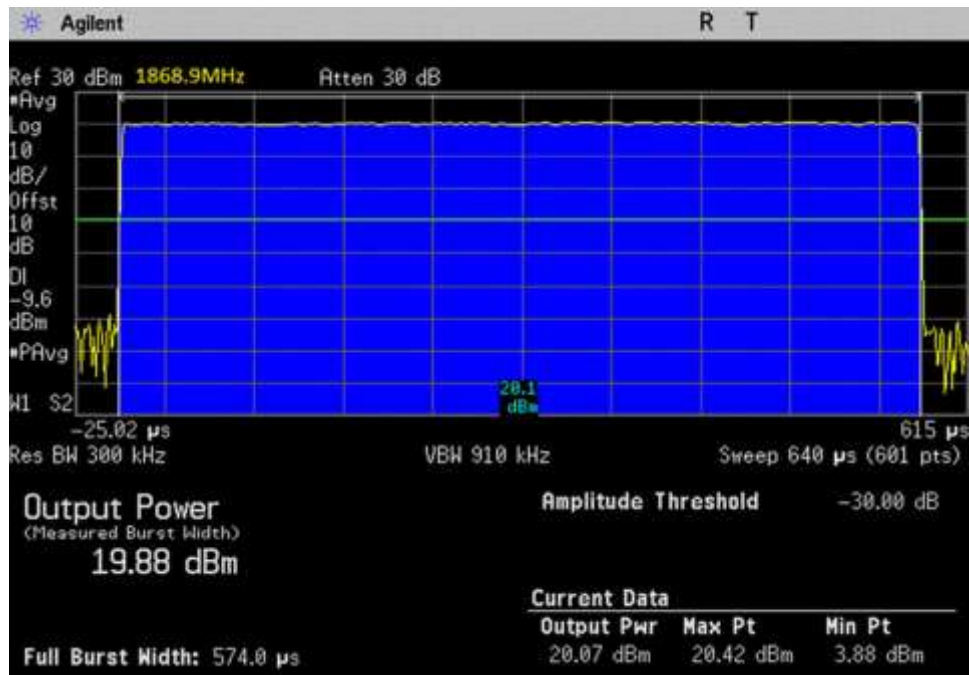 Agilent R T
Ref 30 dBm 1868.9MHz Atten 30 dB
*Avg
Log
10
dB/
Offst
10
dB
DI
-9.6
dBm
*PAvg
20.1
dBm
W1 S2
-25.02 µs 615 µs
Res BW 300 kHz VBW 910 kHz Sweep 640 µs (601 pts)
Output Power Amplitude Threshold -30.00 dB
(Measured Burst Width)
19.88 dBm
Current Data
Output Pwr Max Pt Min Pt
Full Burst Width: 574.0 µs 20.07 dBm 20.42 dBm 3.88 dBm